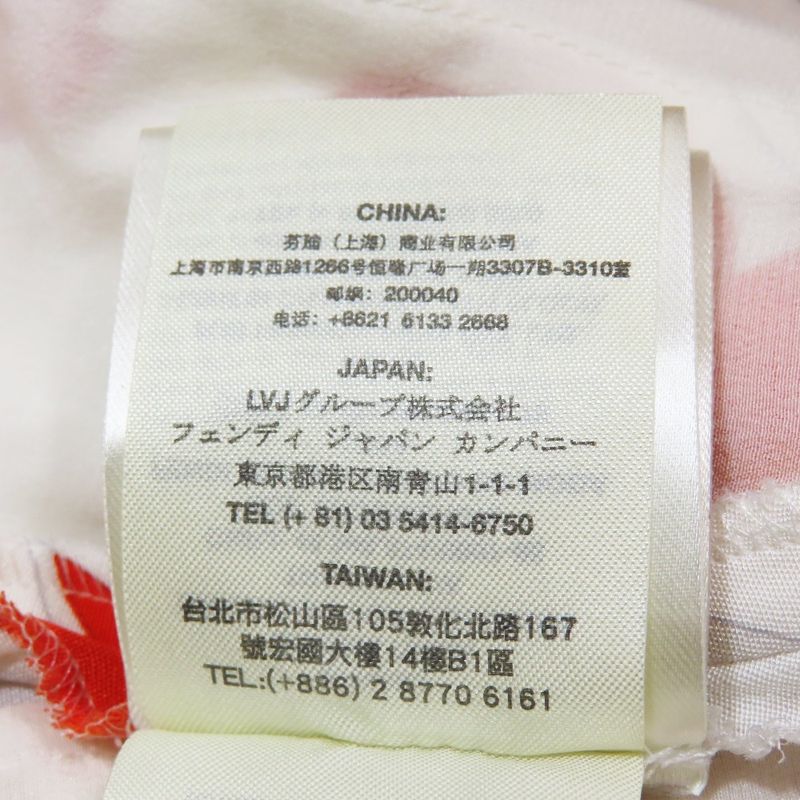 CHINA:
芬迪（上海）商业有限公司
上海市南京西路1266号恒隆广场一期3307B-3310室
邮编：200040
电话：+8621 6133 2668
JAPAN:
LVJグループ株式会社
フェンディ ジャパン カンパニー
東京都港区南青山1-1-1
TEL (+ 81) 03 5414-6750
TAIWAN:
台北市松山區105敦化北路167
號宏國大樓14樓B1區
TEL:(+886) 2 8770 6161